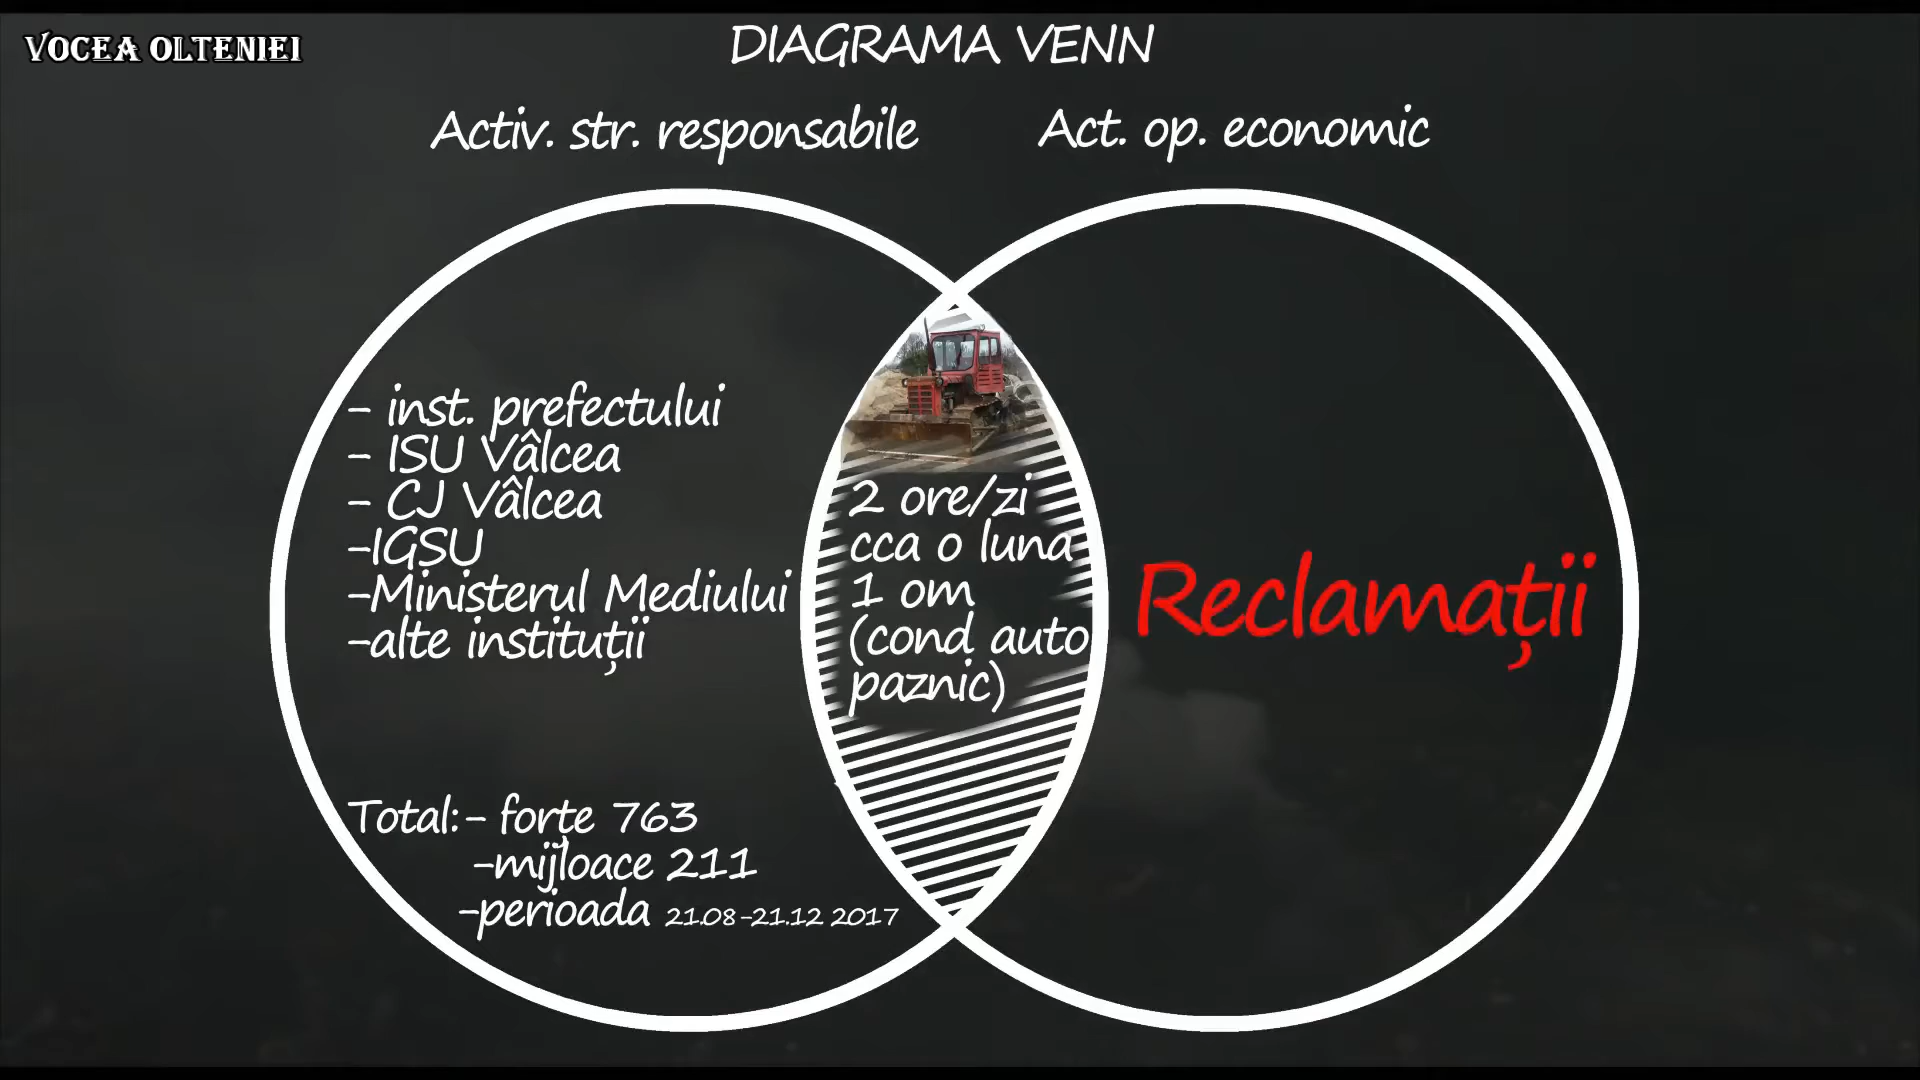 VOCEA OLTENIEI
DIAGRAMA VENN
Activ. str. responsabile
Act. op. economic
- inst. prefectului
- ISU Vâlcea
- CJ Vâlcea
-IGSU
-Ministerul Mediului
-alte instituții
Total:- forțe 763
-mijloace 211
-perioada 21.08-21.12 2017
2 ore/zi
cca o luna
1 om
(cond auto
paznic)
Reclamații